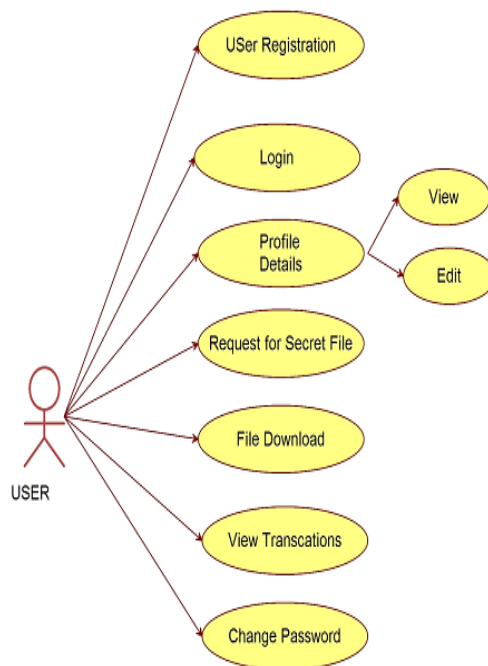 USer Registration
Login
Profile
Details
View
Edit
Request for Secret File
File Download
USER
View Transcations
Change Password